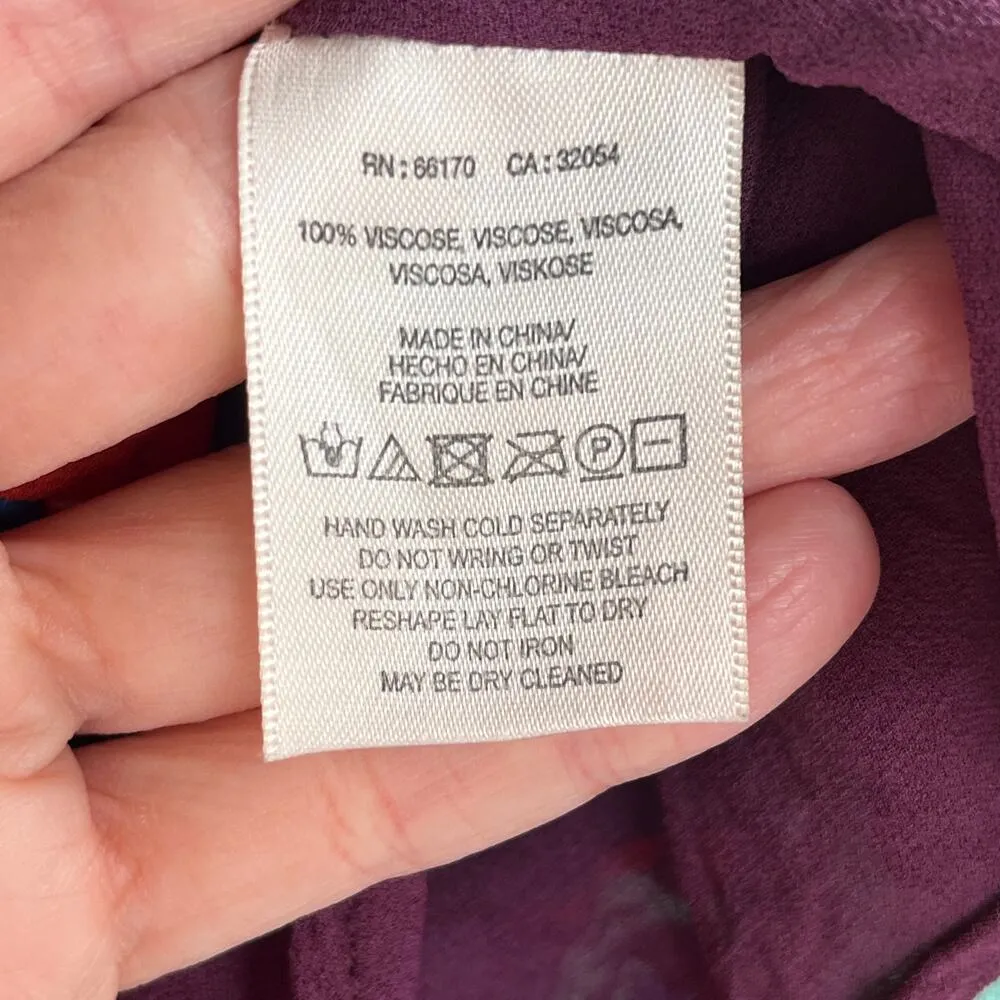 RN: 66170 CA: 32054
100% VISCOSE, VISCOSE, VISCOSA,
VISCOSA, VISKOSE
MADE IN CHINA/
HECHO EN CHINA/
FABRIQUE EN CHINE
P
HAND WASH COLD SEPARATELY
DO NOT WRING OR TWIST
USE ONLY NON-CHLORINE BLEACH
RESHAPE LAY FLAT TO DRY
DO NOT IRON
MAY BE DRY CLEANED